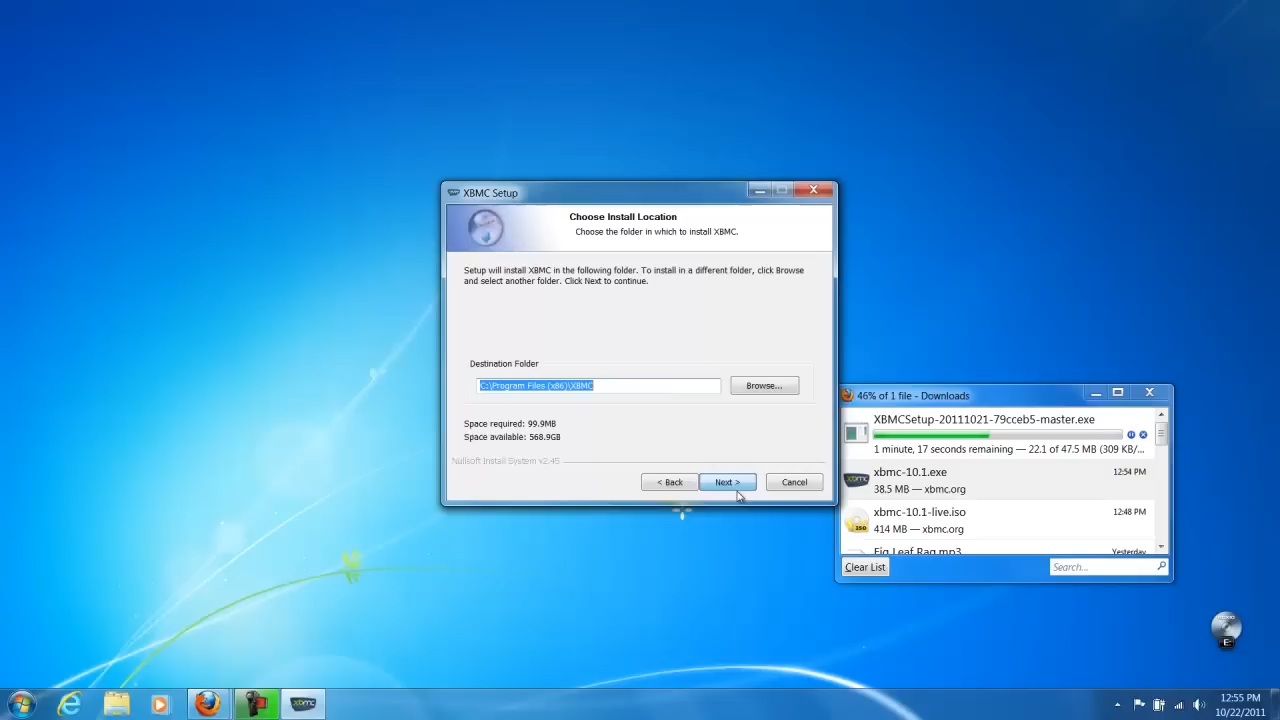 XBMC Setup
Choose Install Location
Choose the folder in which to install XBMC.
Setup will install XBMC in the following folder. To install in a different folder, click Browse
and select another folder. Click Next to continue.
Destination Folder
C:\Program Files (x86)\XBMC
Browse...
Space required: 99.9MB
Space available: 568.9GB
Nullsoft Install System v2.45
< Back
Next >
Cancel
46% of 1 file - Downloads
XBMCSetup-20111021-79cceb5-master.exe
1 minute, 17 seconds remaining — 22.1 of 47.5 MB (309 KB/...
xbmc-10.1.exe
12:54 PM
38.5 MB — xbmc.org
xbmc-10.1-live.iso
12:48 PM
414 MB — xbmc.org
Fig Leaf Rag.mp3
Yesterday
Clear List
Search...
E:
12:55 PM
10/22/2011